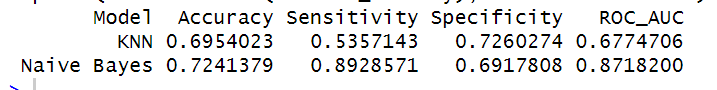 Model Accuracy Sensitivity Specificity ROC_AUC
KNN 0.6954023 0.5357143 0.7260274 0.6774706
Naive Bayes 0.7241379 0.8928571 0.6917808 0.8718200
>